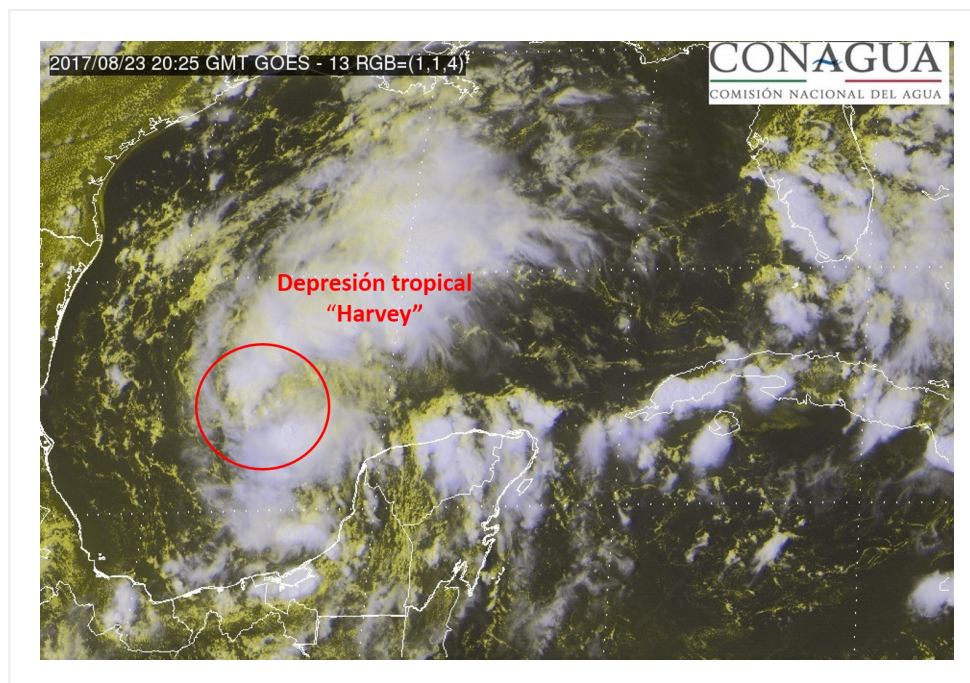 2017/08/23 20:25 GMT GOES - 13 RGB=(1,1,4)
CONAGUA
COMISIÓN NACIONAL DEL AGUA
Depresión tropical
“Harvey”